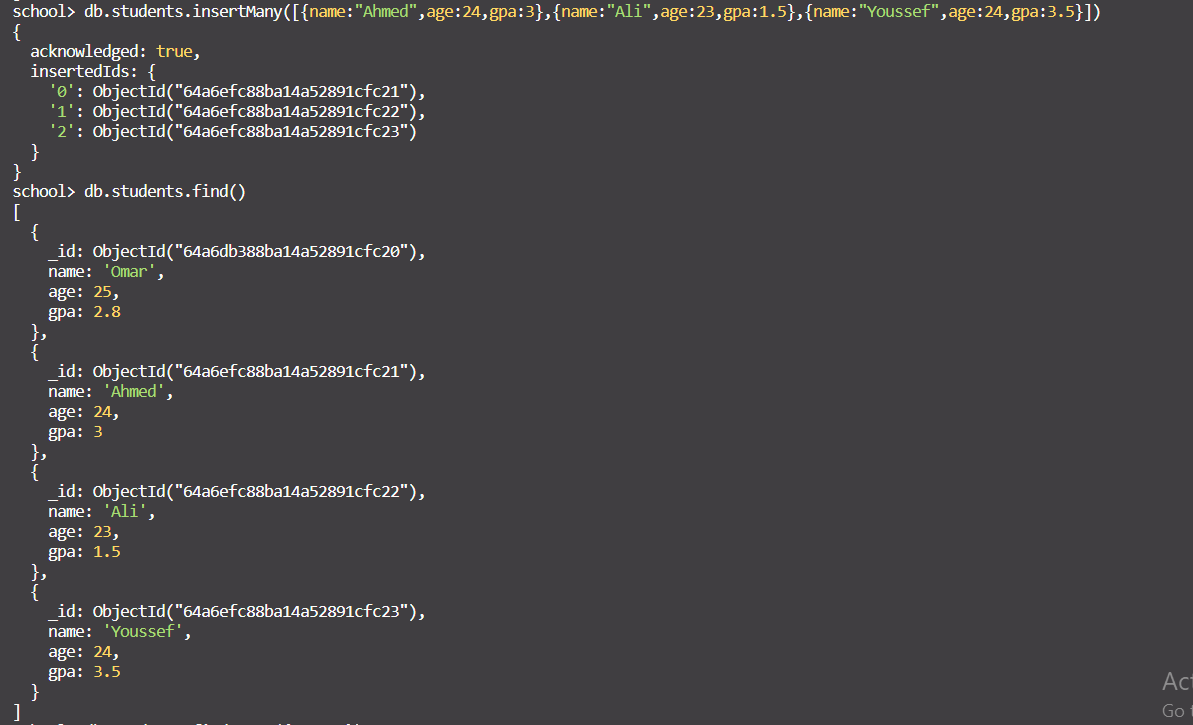 school> db.students.insertMany([{name:"Ahmed",age:24,gpa:3},{name:"Ali",age:23,gpa:1.5},{name:"Youssef",age:24,gpa:3.5}])
{
  acknowledged: true,
  insertedIds: {
    '0': ObjectId("64a6efc88ba14a52891cfc21"),
    '1': ObjectId("64a6efc88ba14a52891cfc22"),
    '2': ObjectId("64a6efc88ba14a52891cfc23")
  }
}
school> db.students.find()
[
  {
    _id: ObjectId("64a6db388ba14a52891cfc20"),
    name: 'Omar',
    age: 25,
    gpa: 2.8
  },
  {
    _id: ObjectId("64a6efc88ba14a52891cfc21"),
    name: 'Ahmed',
    age: 24,
    gpa: 3
  },
  {
    _id: ObjectId("64a6efc88ba14a52891cfc22"),
    name: 'Ali',
    age: 23,
    gpa: 1.5
  },
  {
    _id: ObjectId("64a6efc88ba14a52891cfc23"),
    name: 'Youssef',
    age: 24,
    gpa: 3.5
  }
]
Act
Go t